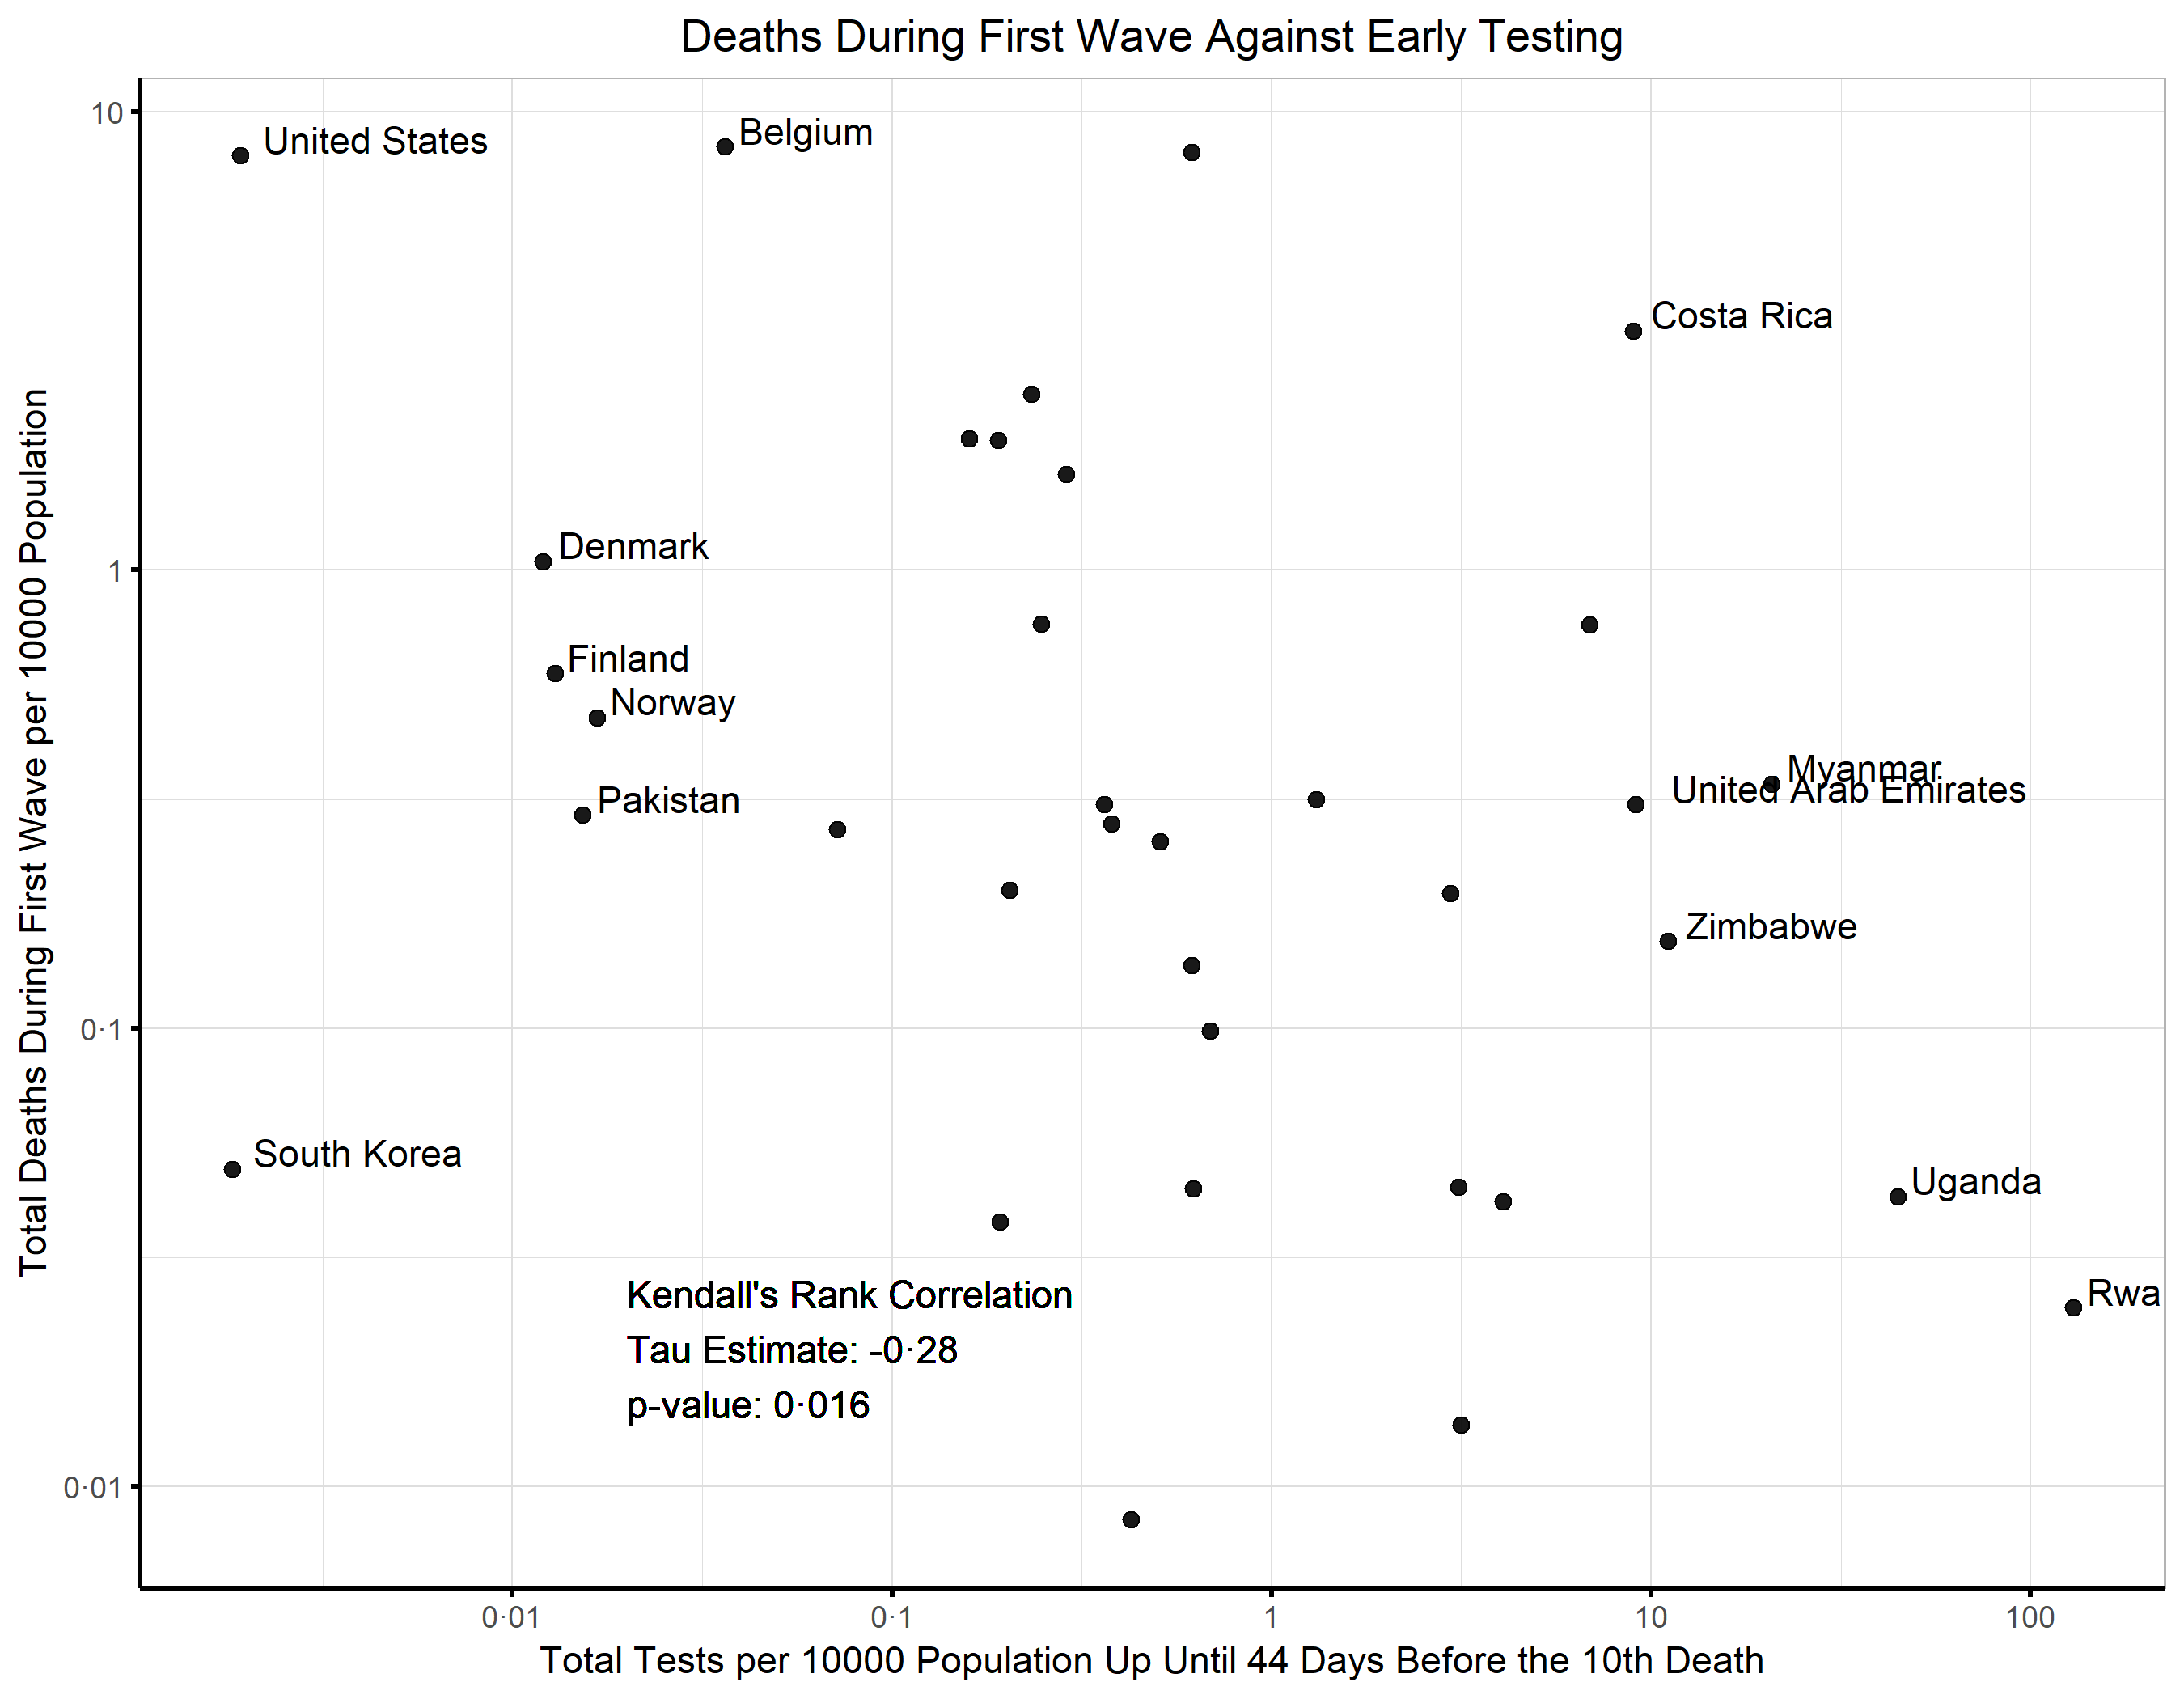 Deaths During First Wave Against Early Testing
Total Deaths During First Wave per 10000 Population
10
1
0·1
0·01
United States
Belgium
Costa Rica
Denmark
Finland
Norway
Myanmar
United Arab Emirates
Pakistan
Zimbabwe
South Korea
Uganda
Rwa
Kendall's Rank Correlation
Tau Estimate: -0·28
p-value: 0·016
0·01 0·1 1 10 100
Total Tests per 10000 Population Up Until 44 Days Before the 10th Death